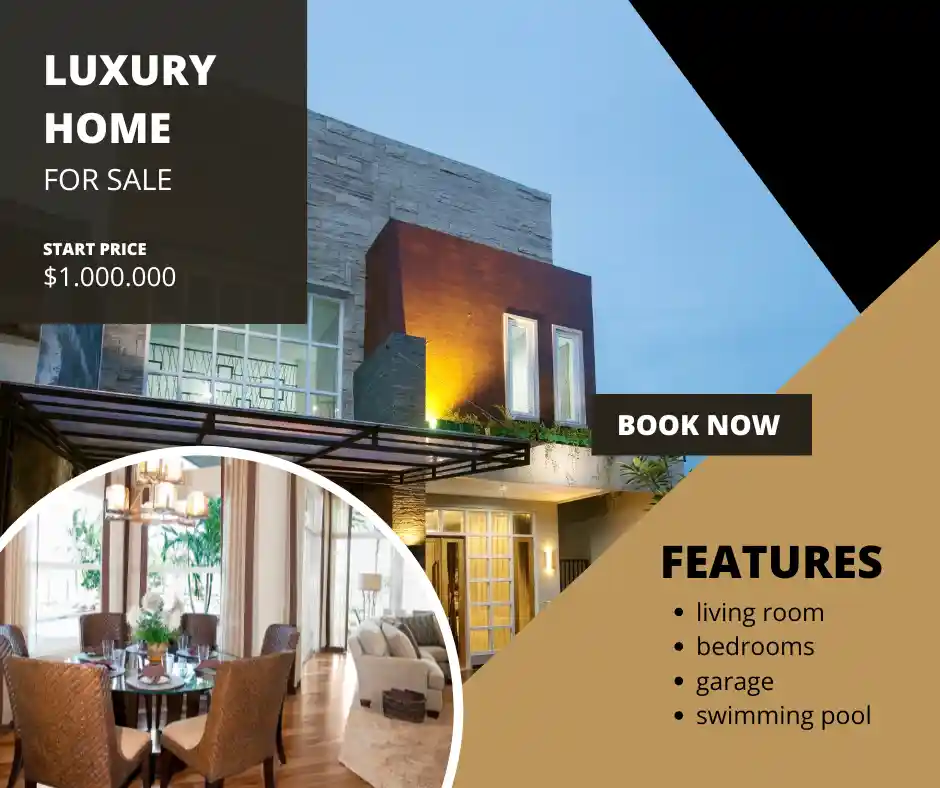 LUXURY
HOME
FOR SALE
START PRICE
$1.000.000
BOOK NOW
FEATURES
• living room
• bedrooms
• garage
• swimming pool